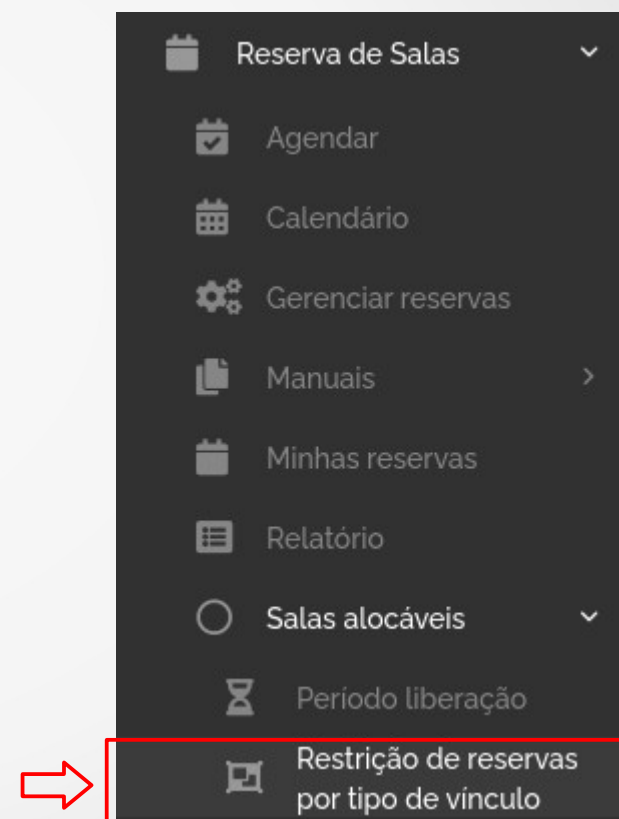 Reserva de Salas
Agendar
Calendário
Gerenciar reservas
Manuais
Minhas reservas
Relatório
Salas alocáveis
Período liberação
Restrição de reservas
por tipo de vínculo